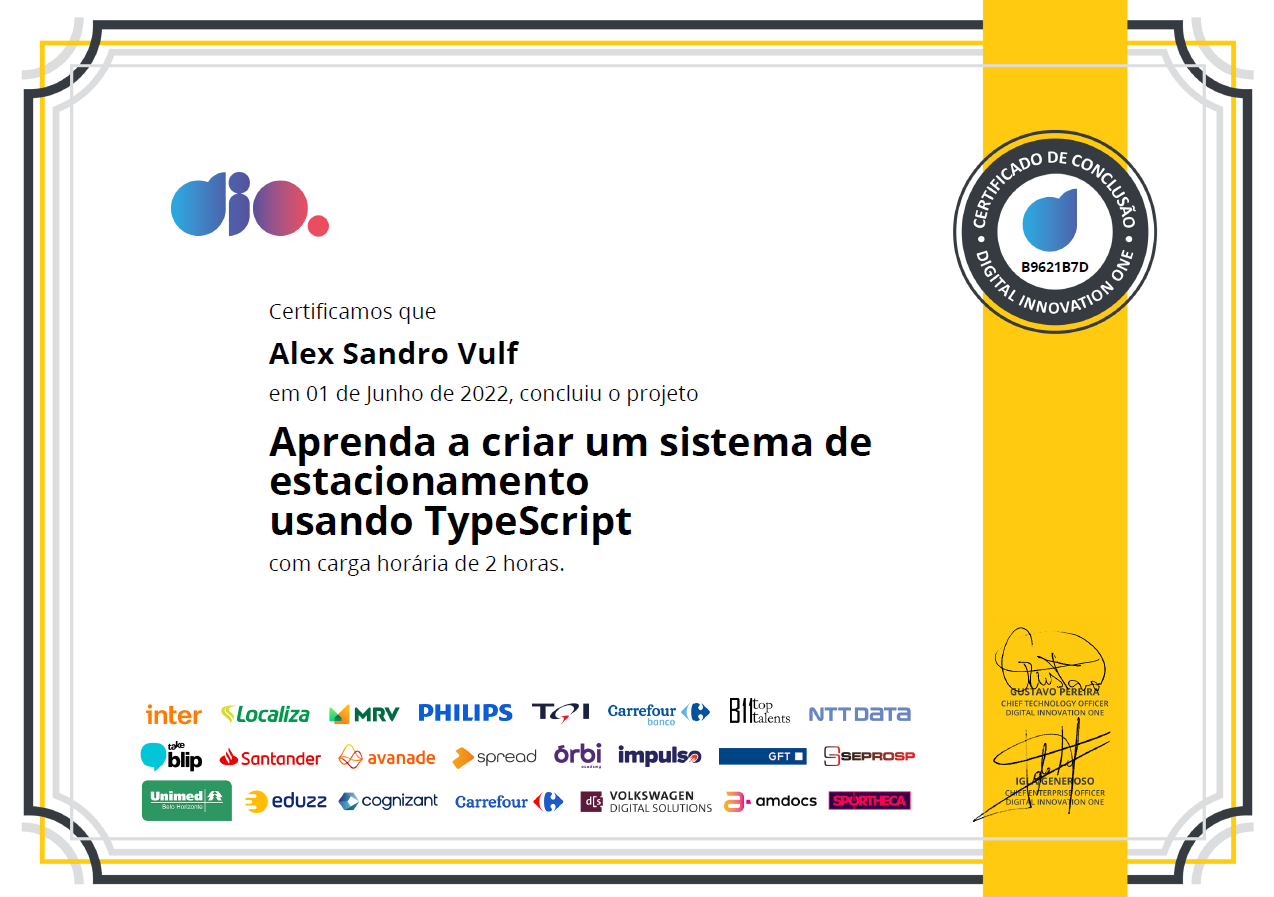 dio.
CERTIFICADO DE CONCLUSÃO
B9621B7D
• DIGITAL INNOVATION ONE •
Certificamos que
Alex Sandro Vulf
em 01 de Junho de 2022, concluiu o projeto
Aprenda a criar um sistema de
estacionamento
usando TypeScript
com carga horária de 2 horas.
GUSTAVO PEREIRA
CHIEF TECHNOLOGY OFFICER
DIGITAL INNOVATION ONE
CHIEF ENTERPRISE OFFICER
DIGITAL INNOVATION ONE
inter Localiza MRV PHILIPS TQI Carrefour banco top talents NTT DATA
take blip Santander avanade spread órbi academy impulso GFT SEPROSP
Unimed Belo Horizonte eduzz cognizant Carrefour d[s] VOLKSWAGEN DIGITAL SOLUTIONS amdocs SPORTHECA